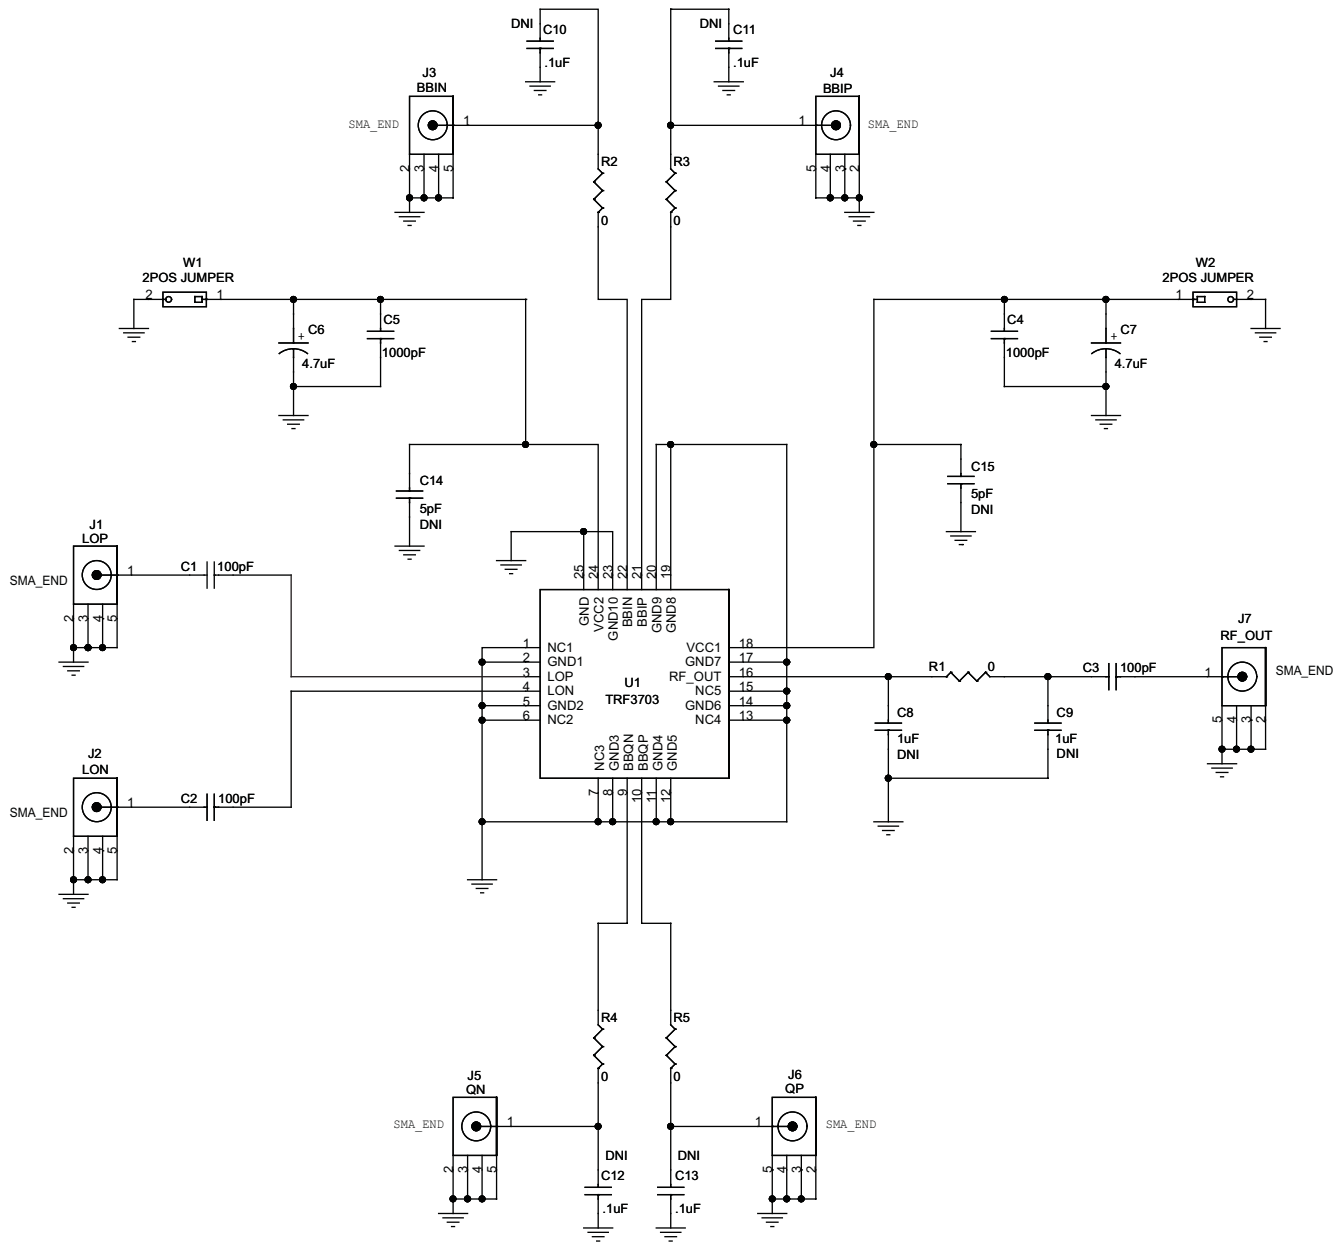 DNI
C10
.1uF
DNI
C11
.1uF
J3
BBIN
SMA_END
1
2
3
4
5
J4
BBIP
1
SMA_END
5
4
3
2
R2
0
R3
0
W1
2POS JUMPER
2
1
C6
+
4.7uF
C5
1000pF
W2
2POS JUMPER
1
2
C4
1000pF
C7
+
4.7uF
C14
5pF
DNI
C15
5pF
DNI
J1
LOP
SMA_END
1
2
3
4
5
C1
100pF
J2
LON
SMA_END
1
2
3
4
5
C2
100pF
25
24
23
22
21
20
19
GND
VCC2
GND10
BBIN
BBIP
GND9
GND8
1 NC1
2 GND1
3 LOP
4 LON
5 GND2
6 NC2
U1
TRF3703
VCC1 18
GND7 17
RF_OUT 16
NC5 15
GND6 14
NC4 13
NC3
GND3
BBQN
BBQP
GND4
GND5
7
8
9
10
11
12
R1
0
C3
100pF
C8
1uF
DNI
C9
1uF
DNI
J7
RF_OUT
1
SMA_END
5
4
3
2
R4
0
R5
0
J5
QN
SMA_END
1
2
3
4
5
J6
QP
1
SMA_END
5
4
3
2
DNI
C12
.1uF
DNI
C13
.1uF